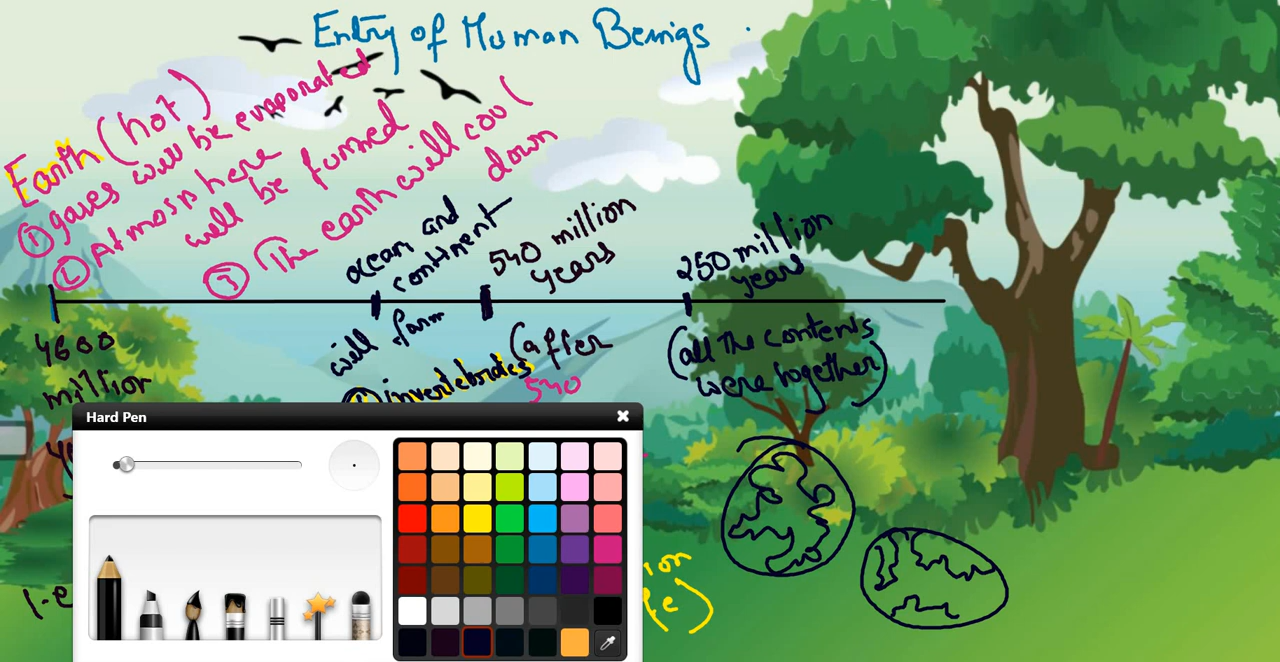 Entry of Human Beings
Earth (hot)
① gases will be evaporated
② Atmosphere
will be formed
③ The earth will cool
down
ocean and
continent
will form
540 million
years
250 million
years
4600
million
(after
540
① invertebrates
(all the contents
were together)
Hard Pen